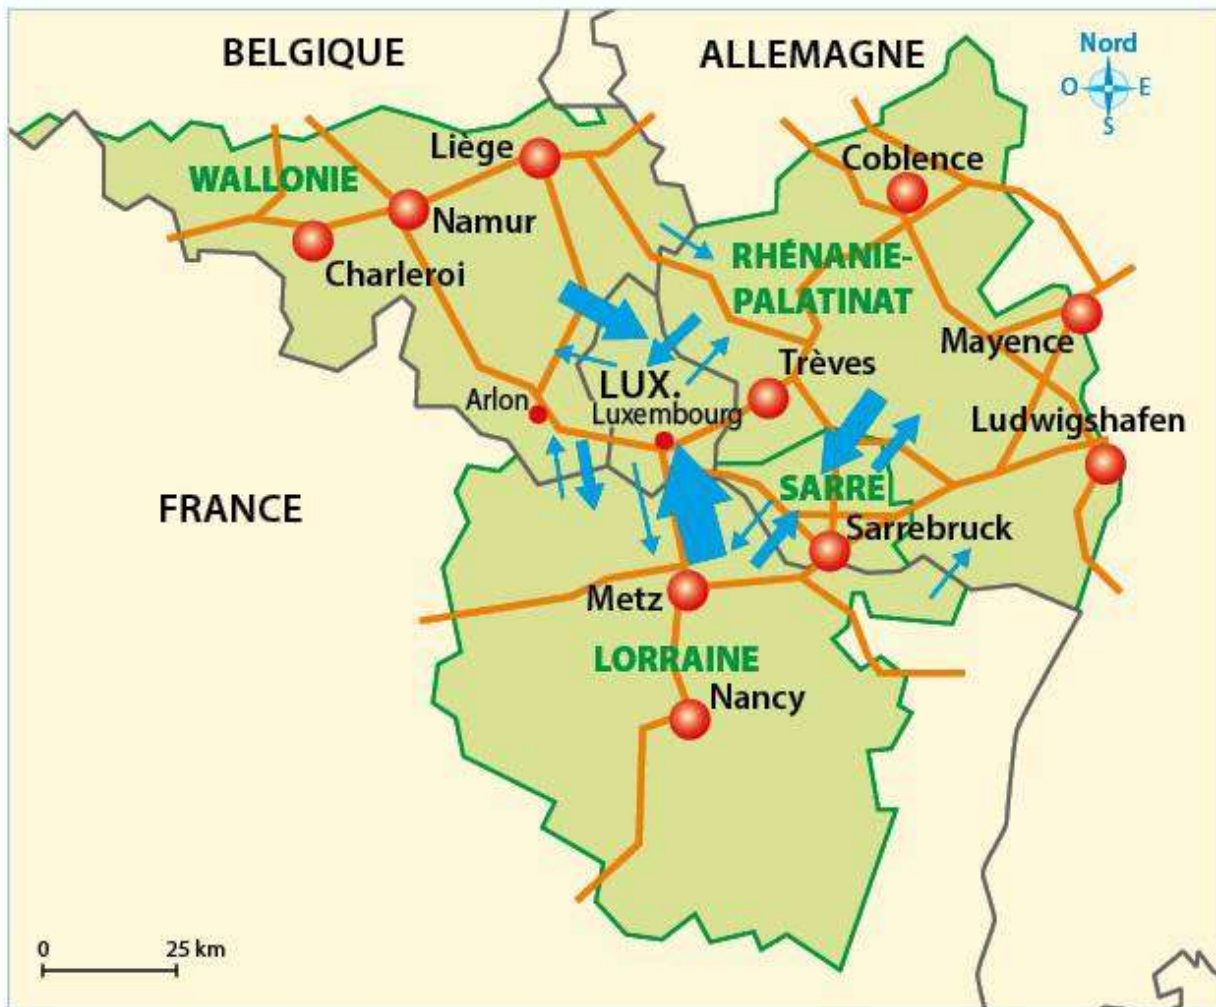 BELGIQUE
ALLEMAGNE
Nord
O
E
S
Liège
Coblence
WALLONIE
Namur
Charleroi
RHÉNANIE-
PALATINAT
Mayence
Trèves
LUX.
Arlon
Luxembourg
Ludwigshafen
FRANCE
SARRE
Sarrebruck
Metz
LORRAINE
Nancy
0
25 km